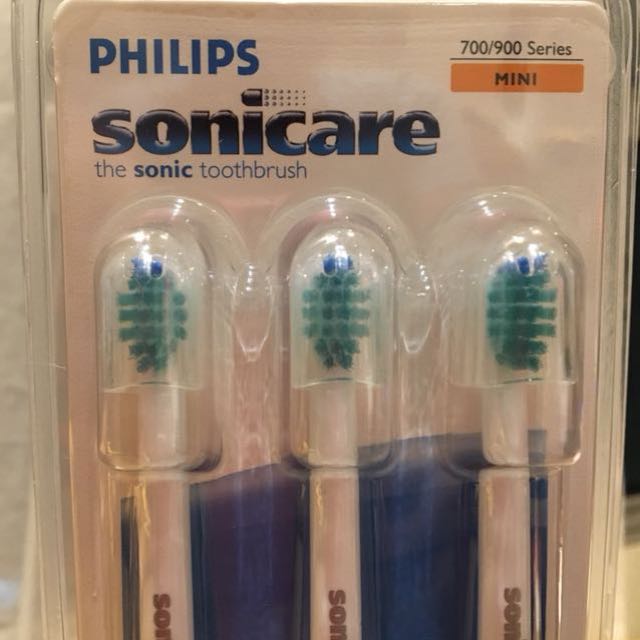 PHILIPS
700/900 Series
MINI
sonicare
the sonic toothbrush